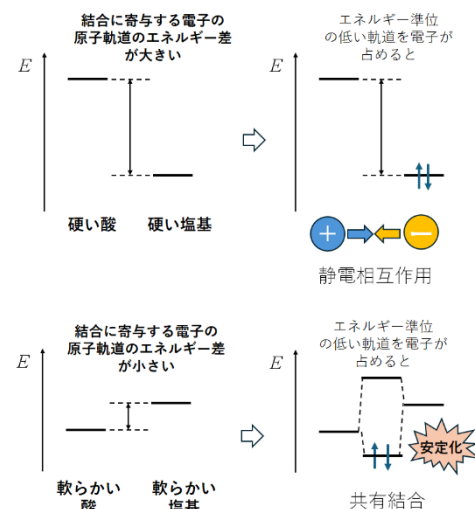 結合に寄与する電子の
原子軌道のエネルギー差
が大きい
E
硬い酸
硬い塩基
エネルギー準位
の低い軌道を電子が
占めると
E
+
−
静電相互作用
結合に寄与する電子の
原子軌道のエネルギー差
が小さい
E
軟らかい
酸
軟らかい
塩基
エネルギー準位
の低い軌道を電子が
占めると
E
安定化
共有結合